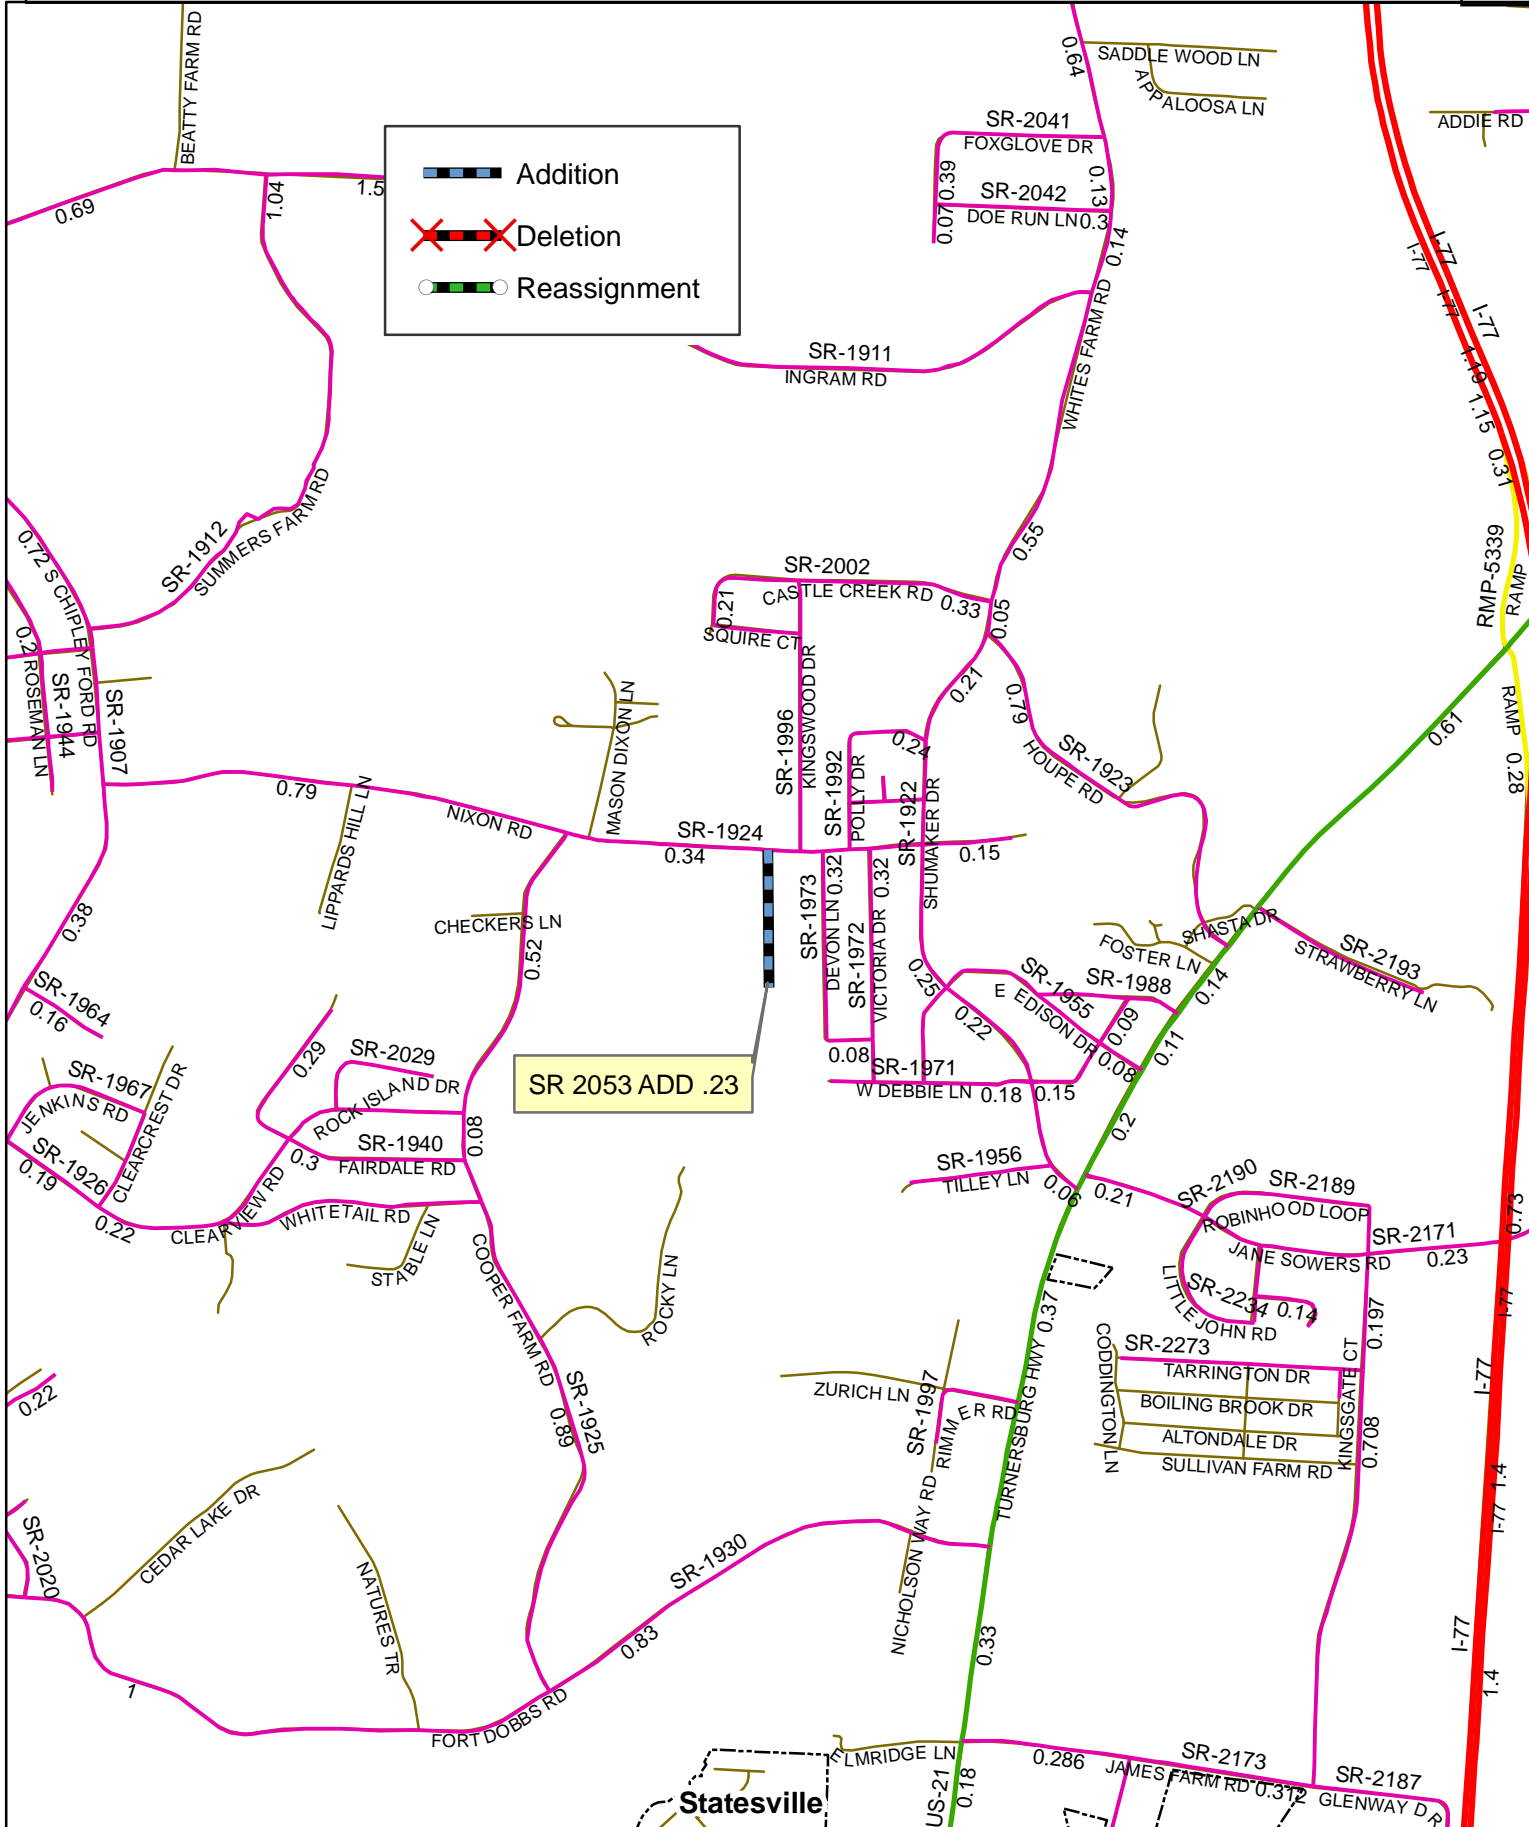 BEATTY FARM RD
0.69
1.04
1.5
Addition
Deletion
Reassignment
0.64
SADDLE WOOD LN
APPALOOSA LN
ADDIE RD
SR-2041
FOXGLOVE DR
0.39
0.13
SR-2042
DOE RUN LN
0.3
0.07
0.14
I-77
I-77
I-77
I-77
1.19
1.15
0.31
SR-1911
INGRAM RD
WHITES FARM RD
0.55
SR-1912
SUMMERS FARM RD
0.72
S CHIPLEY FORD RD
0.2
ROSEMAN LN
SR-1944
SR-1907
SR-2002
CASTLE CREEK RD
0.33
0.21
SQUIRE CT
0.05
RMP-5339
RAMP
RAMP
0.28
0.61
MASON DIXON LN
SR-1996
KINGSWOOD DR
0.21
0.79
HOUPE RD
SR-1923
0.24
SR-1992
POLLY DR
SR-1922
SHUMAKER DR
0.79
LIPPARDS HILL LN
NIXON RD
SR-1924
0.34
0.15
0.38
CHECKERS LN
0.52
SR-1973
DEVON LN
0.32
SR-1972
VICTORIA DR
0.32
0.25
SHASTA DR
FOSTER LN
SR-2193
STRAWBERRY LN
SR-1964
0.16
E EDISON DR
SR-1955
SR-1988
0.14
0.09
0.22
0.11
0.08
0.08
0.29
SR-2029
ROCK ISLAND DR
SR 2053 ADD .23
SR-1971
W DEBBIE LN
0.18
0.15
SR-1967
JENKINS RD
CLEARCREST DR
SR-1926
0.19
0.22
0.08
0.3
SR-1940
FAIRDALE RD
CLEARVIEW RD
WHITETAIL RD
STABLE LN
0.2
SR-1956
TILLEY LN
0.06
0.21
SR-2190
SR-2189
ROBINHOOD LOOP
JANE SOWERS RD
SR-2171
0.23
0.73
COOPER FARM RD
ROCKY LN
LITTLEJOHN RD
SR-2234
0.14
0.197
I-77
0.37
SR-2273
TARRINGTON DR
BOILING BROOK DR
ALTONDALE DR
SULLIVAN FARM RD
CODDINGTON LN
KINGSGATE CT
0.708
I-77
0.22
ZURICH LN
SR-1997
RIMMER RD
TURNERSBURG HWY
SR-1925
0.89
CEDAR LAKE DR
NATURES TR
SR-2020
1.4
I-77
SR-1930
0.83
NICHOLSON WAY RD
0.33
I-77
1.4
1
FORT DOBBS RD
ELMRIDGE LN
0.286
SR-2173
JAMES FARM RD
0.312
SR-2187
GLENWAY DR
US-21
0.18
Statesville